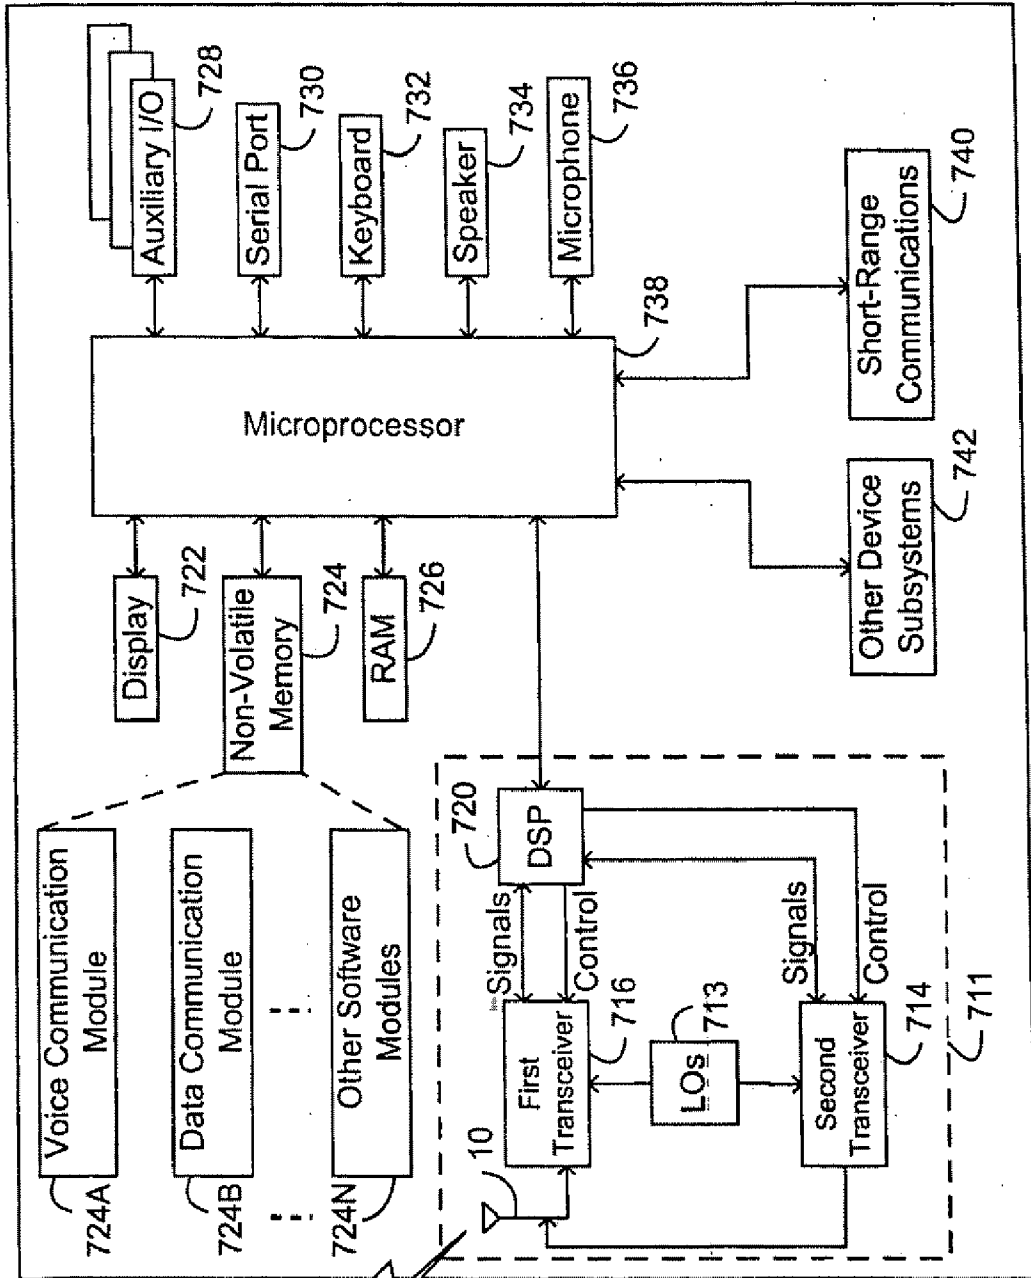 Voice Communication
Module
724A
Data Communication
Module
724B
Other Software
Modules
724N
Display
722
Non-Volatile
Memory
724
RAM
726
Microprocessor
738
Auxiliary I/O
728
Serial Port
730
Keyboard
732
Speaker
734
Microphone
736
Short-Range
Communications
740
Other Device
Subsystems
742
10
First
Transceiver
716
Signals
Control
DSP
720
LOs
713
Second
Transceiver
714
Signals
Control
711